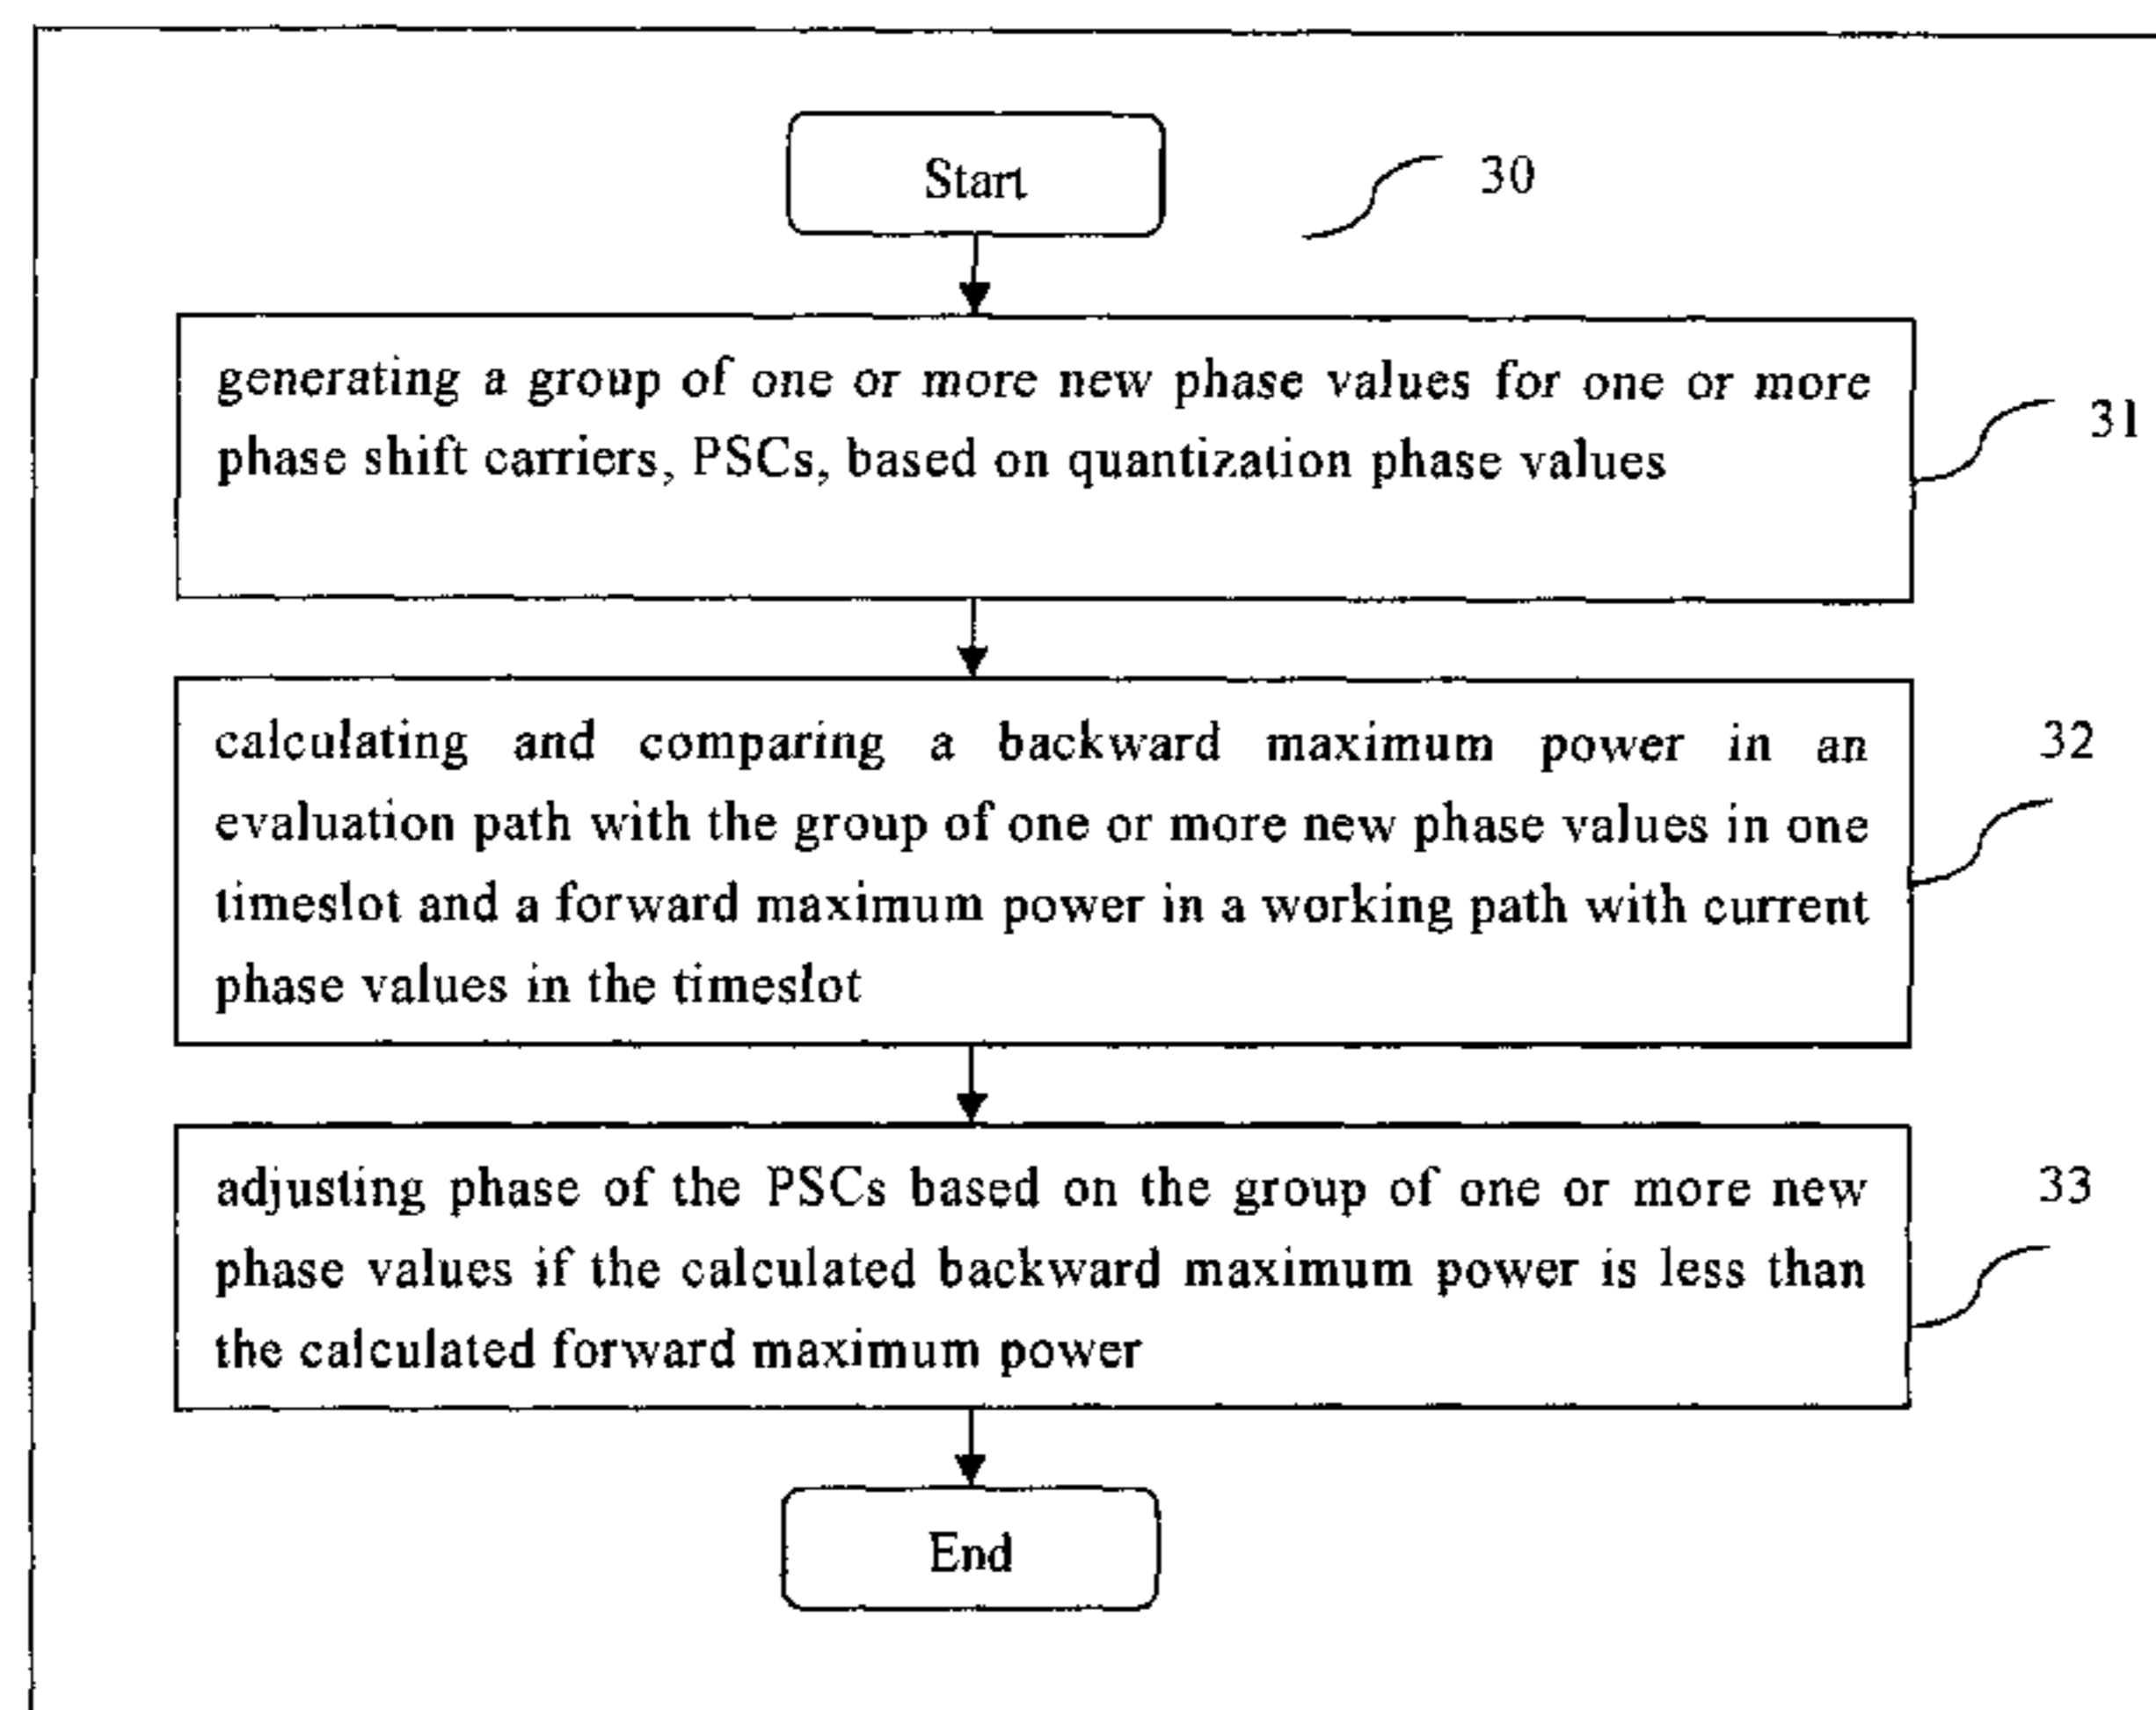 Start
30
generating a group of one or more new phase values for one or more
phase shift carriers, PSCs, based on quantization phase values
31
calculating and comparing a backward maximum power in an
evaluation path with the group of one or more new phase values in one
timeslot and a forward maximum power in a working path with current
phase values in the timeslot
32
adjusting phase of the PSCs based on the group of one or more new
phase values if the calculated backward maximum power is less than
the calculated forward maximum power
33
End